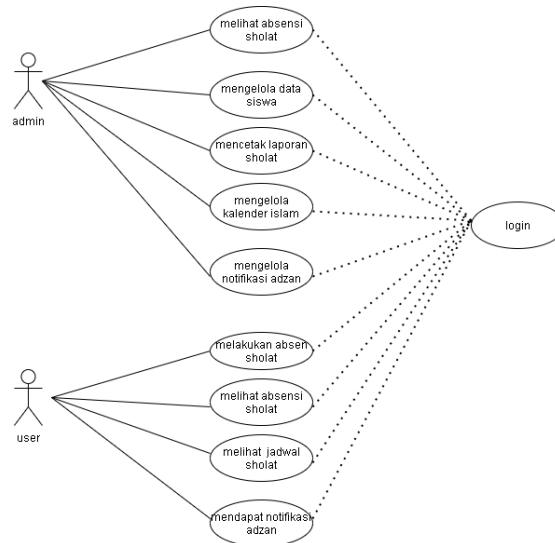 melihat absensi
sholat
mengelola data
siswa
admin
mencetak laporan
sholat
mengelola
kalender islam
login
mengelola
notifikasi adzan
melakukan absen
sholat
melihat absensi
sholat
user
melihat jadwal
sholat
mendapat notifikasi
adzan